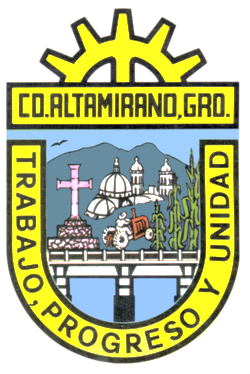 CD.ALTAMIRANO,GRO.
TRABAJO, PROGRESO Y UNIDAD